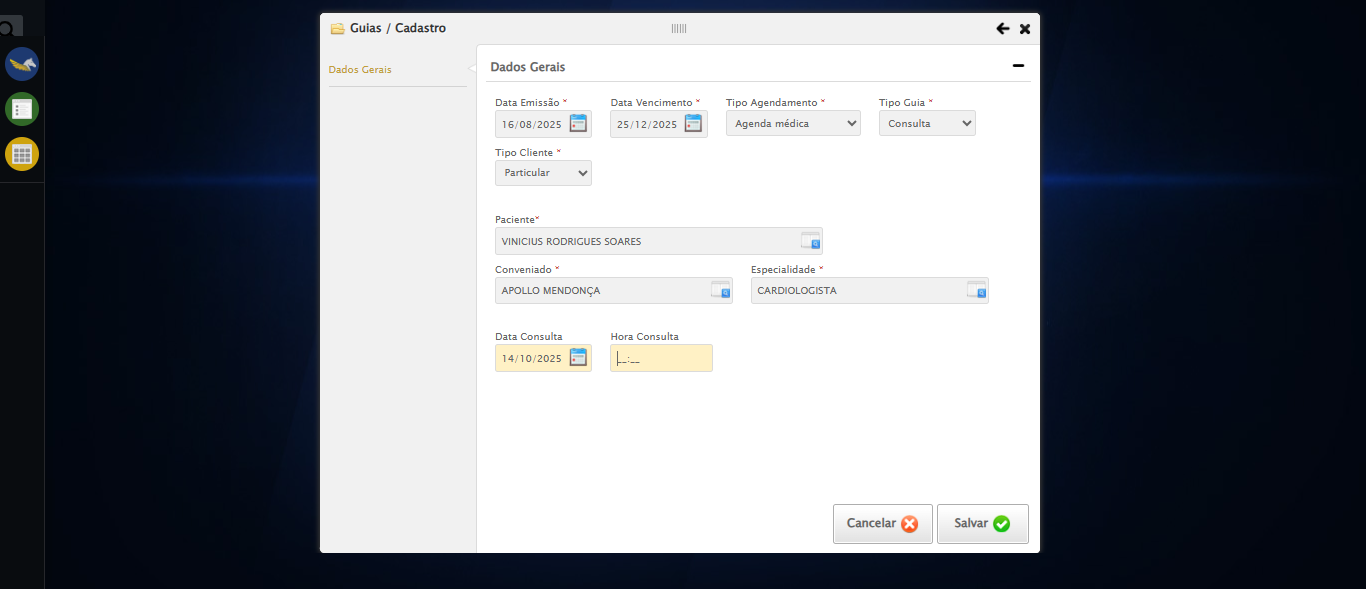 Guias / Cadastro
Dados Gerais
Dados Gerais
Data Emissão * Data Vencimento * Tipo Agendamento * Tipo Guia *
16/08/2025 25/12/2025 Agenda médica Consulta
Tipo Cliente *
Particular
Paciente*
VINICIUS RODRIGUES SOARES
Conveniado * Especialidade *
APOLLO MENDONÇA CARDIOLOGISTA
Data Consulta Hora Consulta
14/10/2025 __:__
Cancelar Salvar